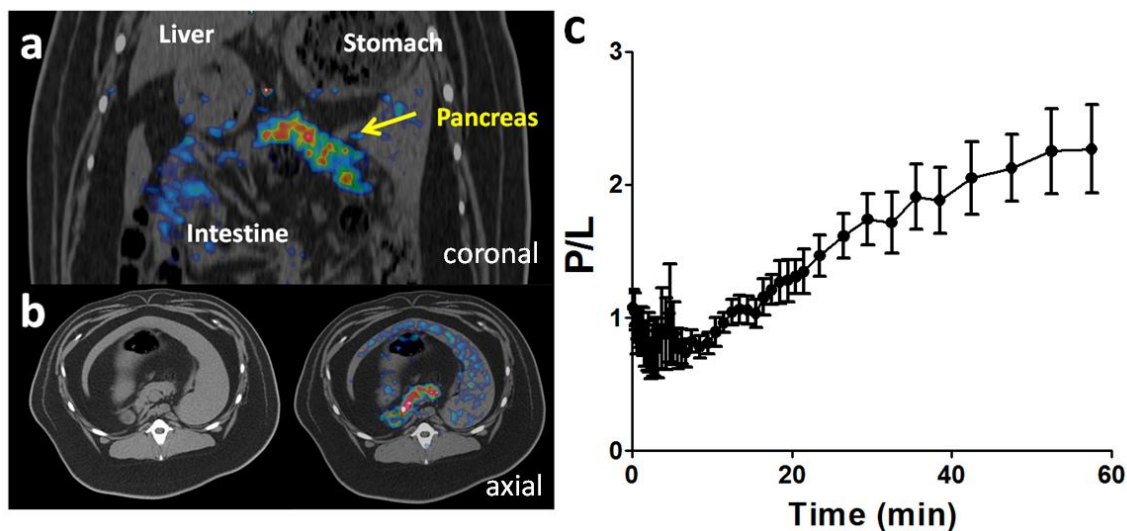 a
Liver
Stomach
Pancreas
Intestine
coronal
b
axial
c
3
2
1
0
P/L
0
20
40
60
Time (min)